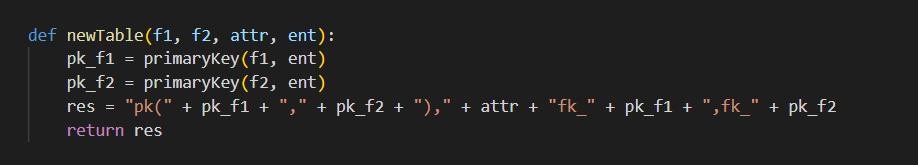 def newTable(f1, f2, attr, ent):
    pk_f1 = primaryKey(f1, ent)
    pk_f2 = primaryKey(f2, ent)
    res = "pk(" + pk_f1 + "," + pk_f2 + ")," + attr + "fk_" + pk_f1 + ",fk_" + pk_f2
    return res